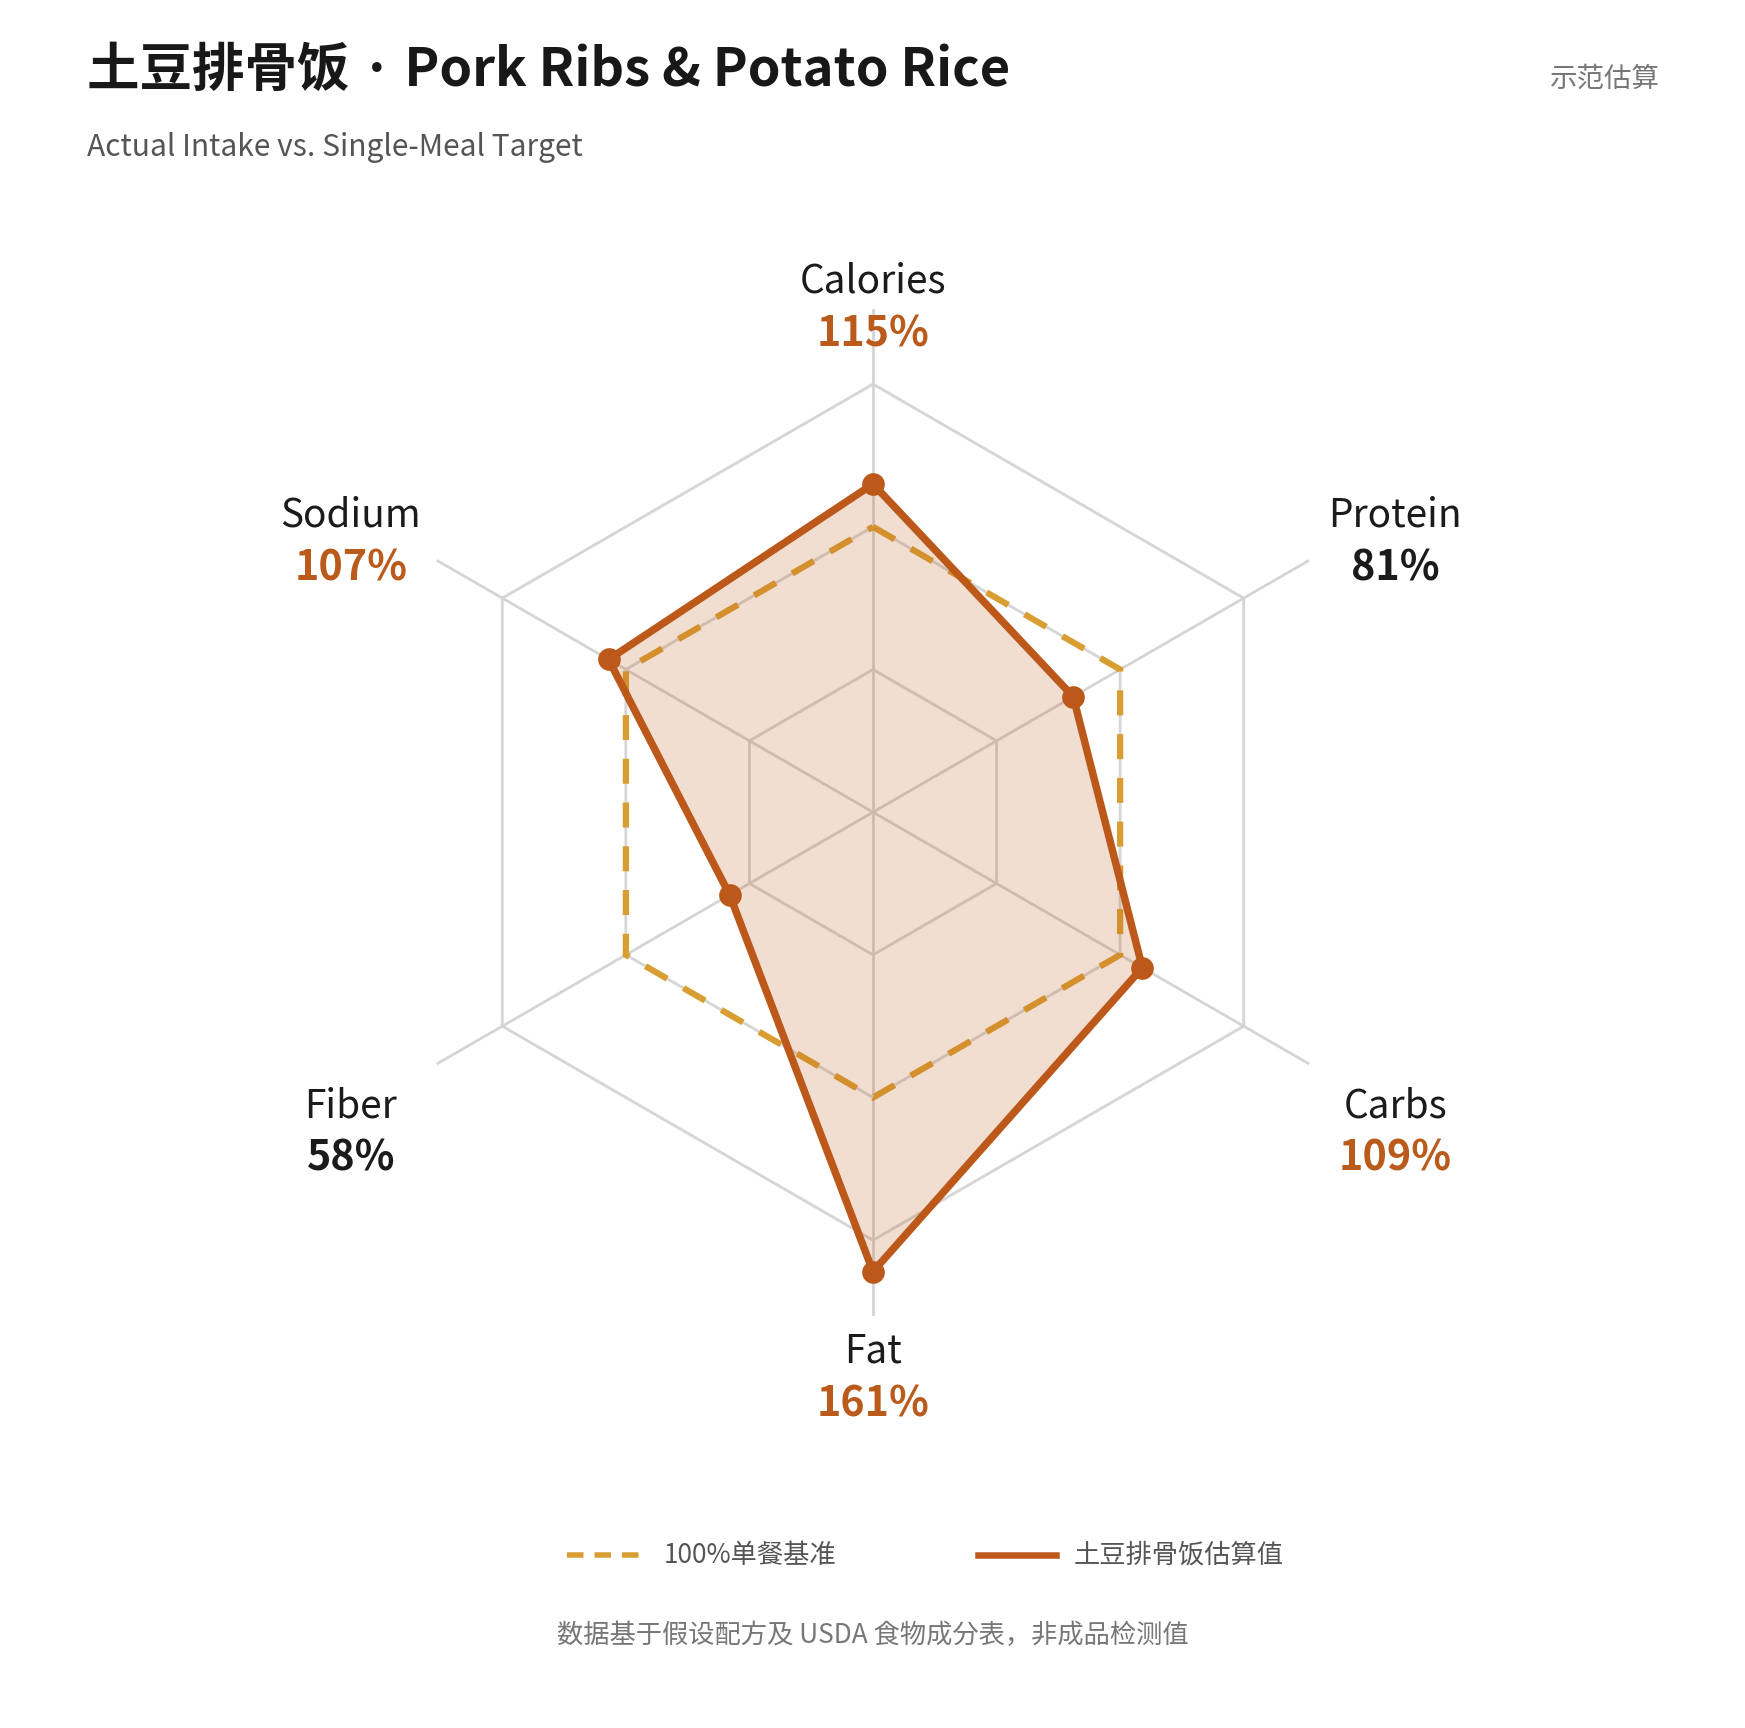 土豆排骨饭 · Pork Ribs & Potato Rice
示范估算
Actual Intake vs. Single-Meal Target
Calories
115%
Sodium
107%
Protein
81%
Fiber
58%
Carbs
109%
Fat
161%
100%单餐基准
土豆排骨饭估算值
数据基于假设配方及 USDA 食物成分表，非成品检测值